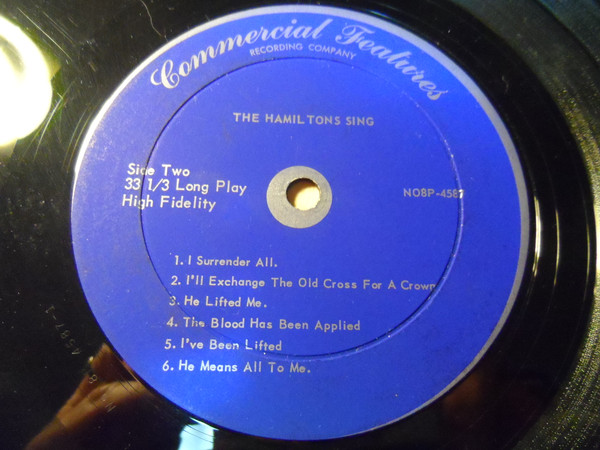 Commercial Features
RECORDING COMPANY
THE HAMILTONS SING
Side Two
33 1/3 Long Play
High Fidelity
NO8P-4587
1. I Surrender All.
2. I'll Exchange The Old Cross For A Crown
3. He Lifted Me.
4. The Blood Has Been Applied
5. I've Been Lifted
6. He Means All To Me.